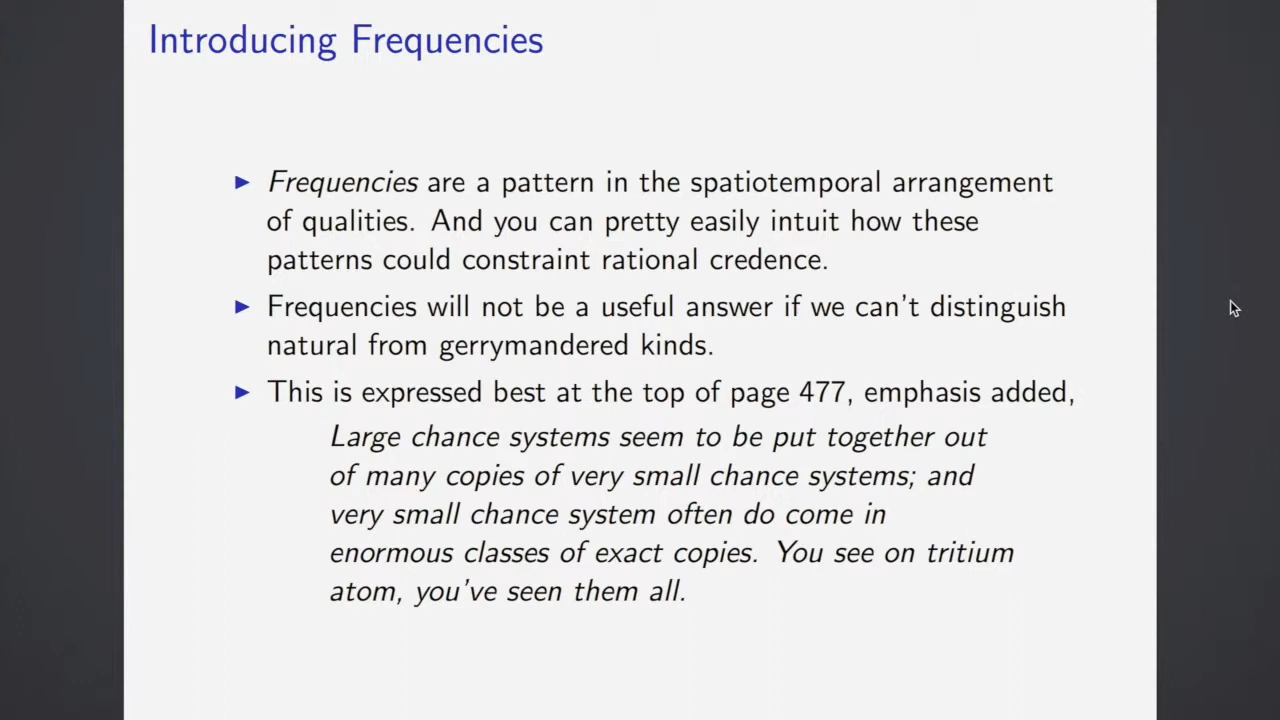 Introducing Frequencies
Frequencies are a pattern in the spatiotemporal arrangement
of qualities. And you can pretty easily intuit how these
patterns could constraint rational credence.
Frequencies will not be a useful answer if we can't distinguish
natural from gerrymandered kinds.
This is expressed best at the top of page 477, emphasis added,
Large chance systems seem to be put together out
of many copies of very small chance systems; and
very small chance system often do come in
enormous classes of exact copies. You see on tritium
atom, you've seen them all.